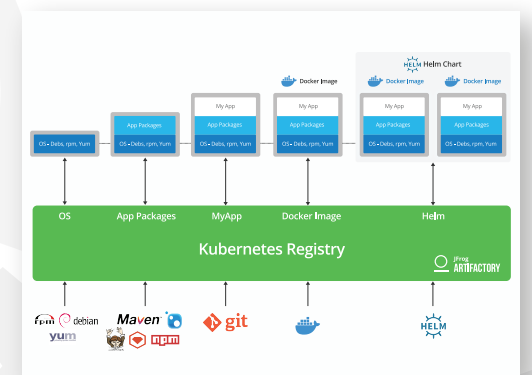 HELM Helm Chart
Docker Image
Docker Image
Docker Image
My App
My App
My App
My App
App Packages
App Packages
App Packages
App Packages
App Packages
OS - Debs, rpm, Yum
OS - Debs, rpm, Yum
OS - Debs, rpm, Yum
OS - Debs, rpm, Yum
OS - Debs, rpm, Yum
OS - Debs, rpm, Yum
OS
App Packages
MyApp
Docker Image
Helm
Kubernetes Registry
JFrog
ARTIFACTORY
rpm
debian
yum
Maven
npm
git
HELM